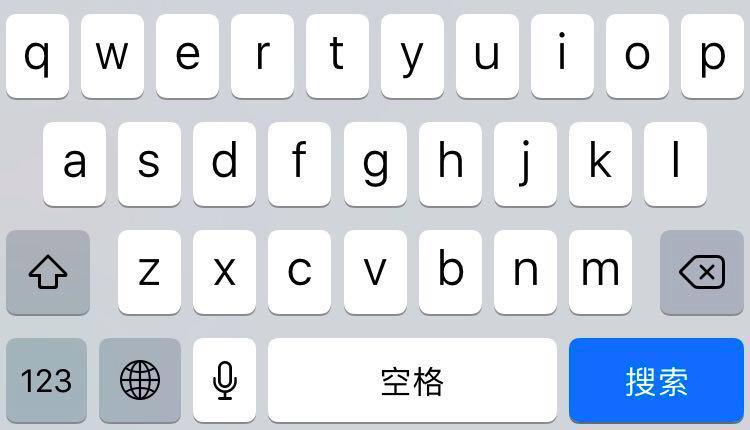 q w e r t y u i o p
a s d f g h j k l
z x c v b n m
123 空格 搜索